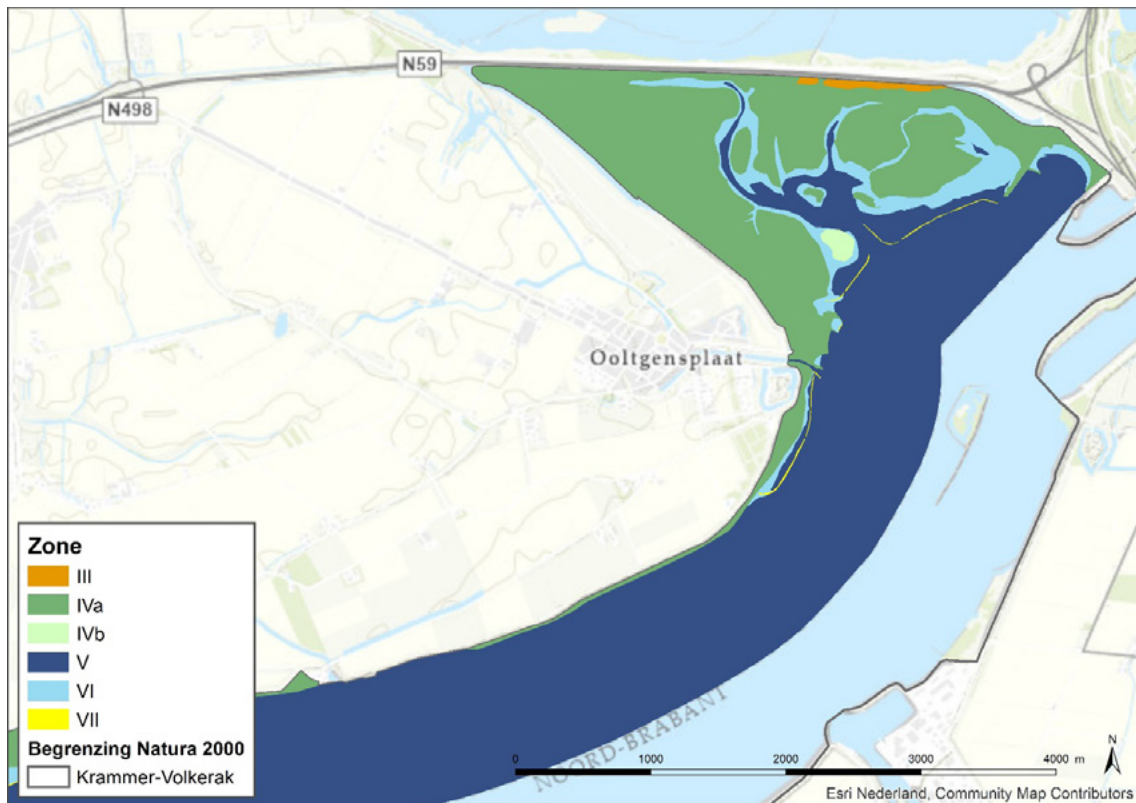 N59
N498
Ooltgensplaat
NOORD-BRABANT
Zone
III
IVa
IVb
V
VI
VII
Begrenzing Natura 2000
Krammer-Volkerak
0 1000 2000 3000 4000 m
N
Esri Nederland, Community Map Contributors